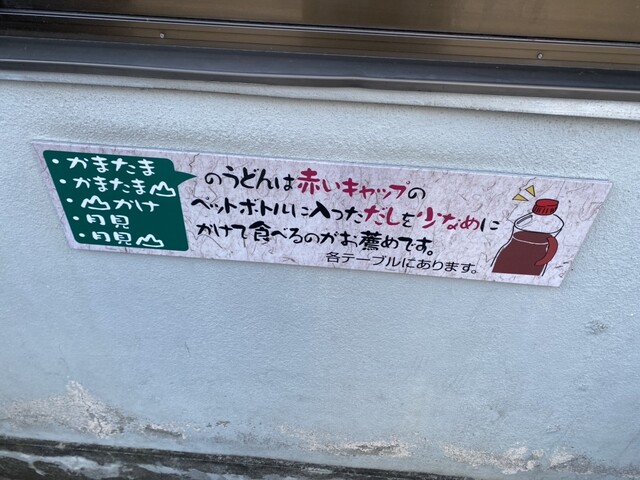 ・かまたま
・かまたま山
・山かけ
・月見
・月見山
のうどんは赤いキャップの
ペットボトルに入っただしを少なめに
かけて食べるのがお薦めです。
各テーブルにあります。